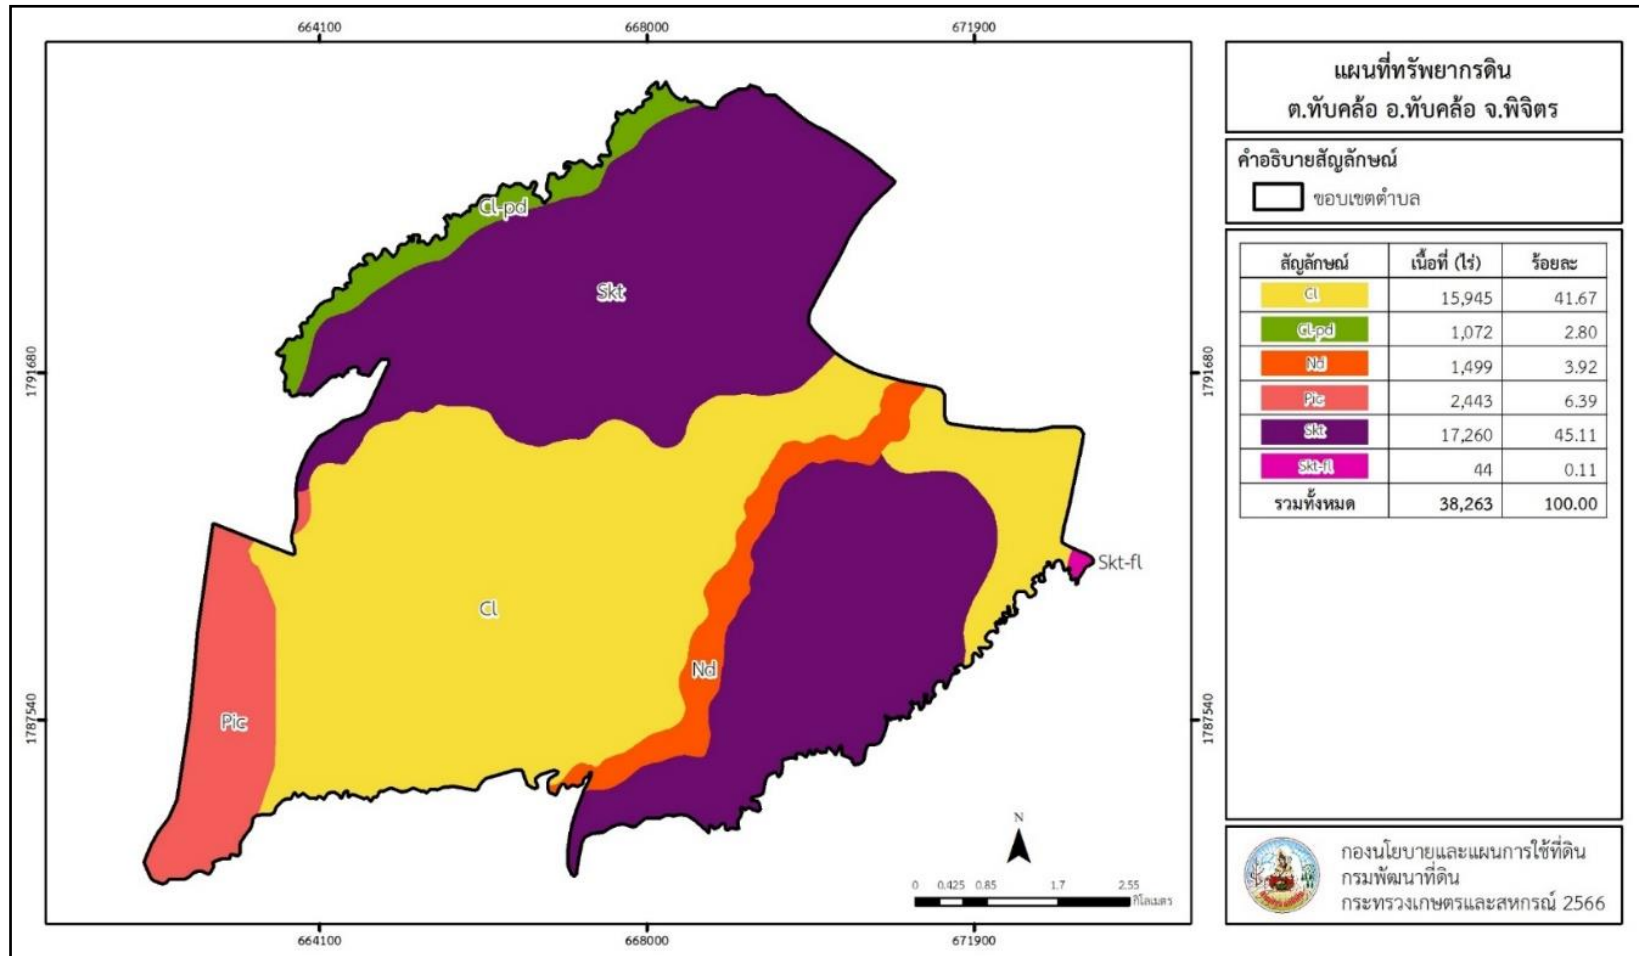 664100 668000 671900
แผนที่ทรัพยากรดิน
ต.ทับคล้อ อ.ทับคล้อ จ.พิจิตร
คำอธิบายสัญลักษณ์
ขอบเขตตำบล
สัญลักษณ์ เนื้อที่ (ไร่) ร้อยละ
Cl 15,945 41.67
Cl-pd 1,072 2.80
Nd 1,499 3.92
Pic 2,443 6.39
Skt 17,260 45.11
Skt-fl 44 0.11
รวมทั้งหมด 38,263 100.00
Cl-pd
Skt
1791680 1791680
Skt-fl
Cl
Nd
Pic
1787540 1787540
N
0 0.425 0.85 1.7 2.55
กิโลเมตร
664100 668000 671900
กองนโยบายและแผนการใช้ที่ดิน
กรมพัฒนาที่ดิน
กระทรวงเกษตรและสหกรณ์ 2566